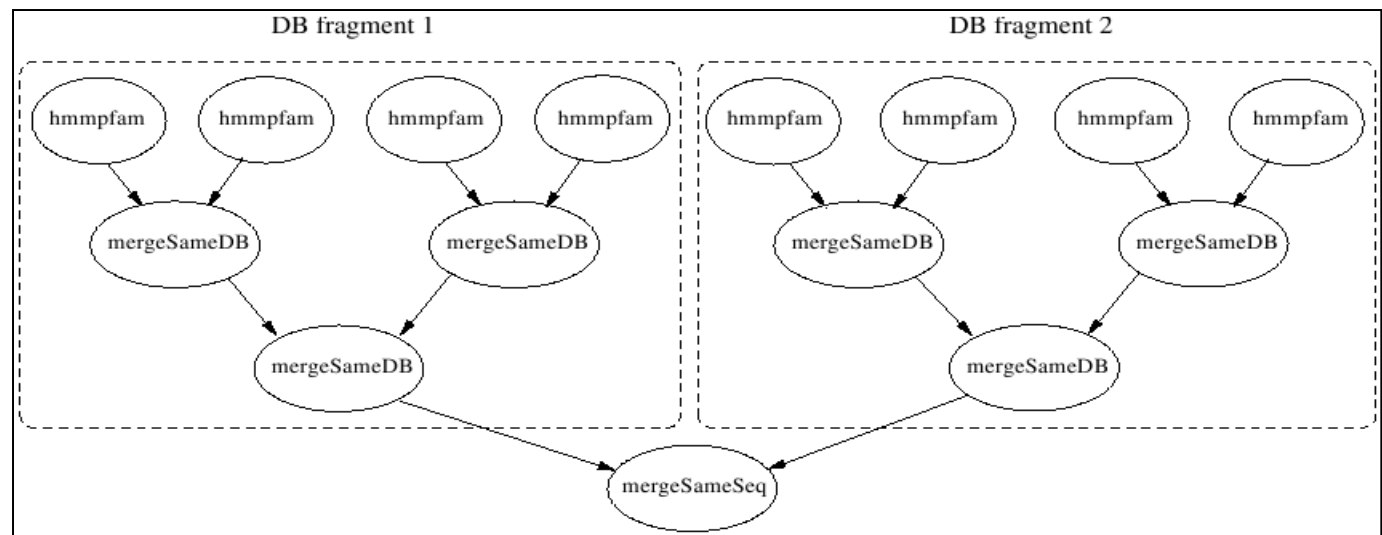 DB fragment 1
DB fragment 2
hmmpfam
hmmpfam
hmmpfam
hmmpfam
hmmpfam
hmmpfam
hmmpfam
hmmpfam
mergeSameDB
mergeSameDB
mergeSameDB
mergeSameDB
mergeSameDB
mergeSameDB
mergeSameSeq